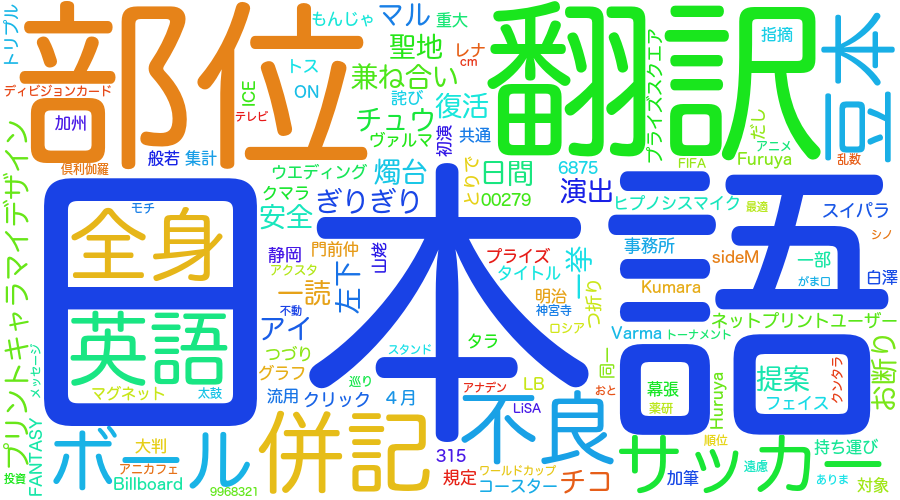 部位
翻訳
豆本
日本語
全身
英語
併記
不良
ボール
サッカー
トリプル
ディビジョンカード
加州
般若
集計
倶利伽羅
もんじゃ
マル
重大
トス
ICE
ON
テレビ
聖地
兼ね合い
レナ
cm
詫び
復活
チュウ
ヴァルマ
初演
共通
プライズスクエア
指摘
だし
アニメ
Furuya
FIFA
乱数
ウエディング
燭台
とりで
日間
6875
00279
演出
クマラ
ぎりぎり
安全
ヒプノシスマイク
最適
スイパラ
シノ
モチ
静岡
門前仲
山姥
プライズ
タイトル
一挙
事務所
sideM
一部
がま口
白澤
アクスタ
一読
左下
明治
神宮寺
つ折り
Kumara
不動
アイ
ロシア
Varma
トーナメント
ネットプリントユーザー
スタンド
タラ
つづり
グラフ
同一
巡り
アナデン
LB
おと
幕張
薬研
Huruya
提案
フェイス
クンタラ
お断り
マグネット
太鼓
流用
クリック
4月
LiSA
プリントキャラマイデザイン
メッセージ
FANTASY
投資
大判
アニカフェ
Billboard
9968321
315
規定
ワールドカップ
コースター
チコ
加筆
順位
遠慮
持ち運び
ありま
対象